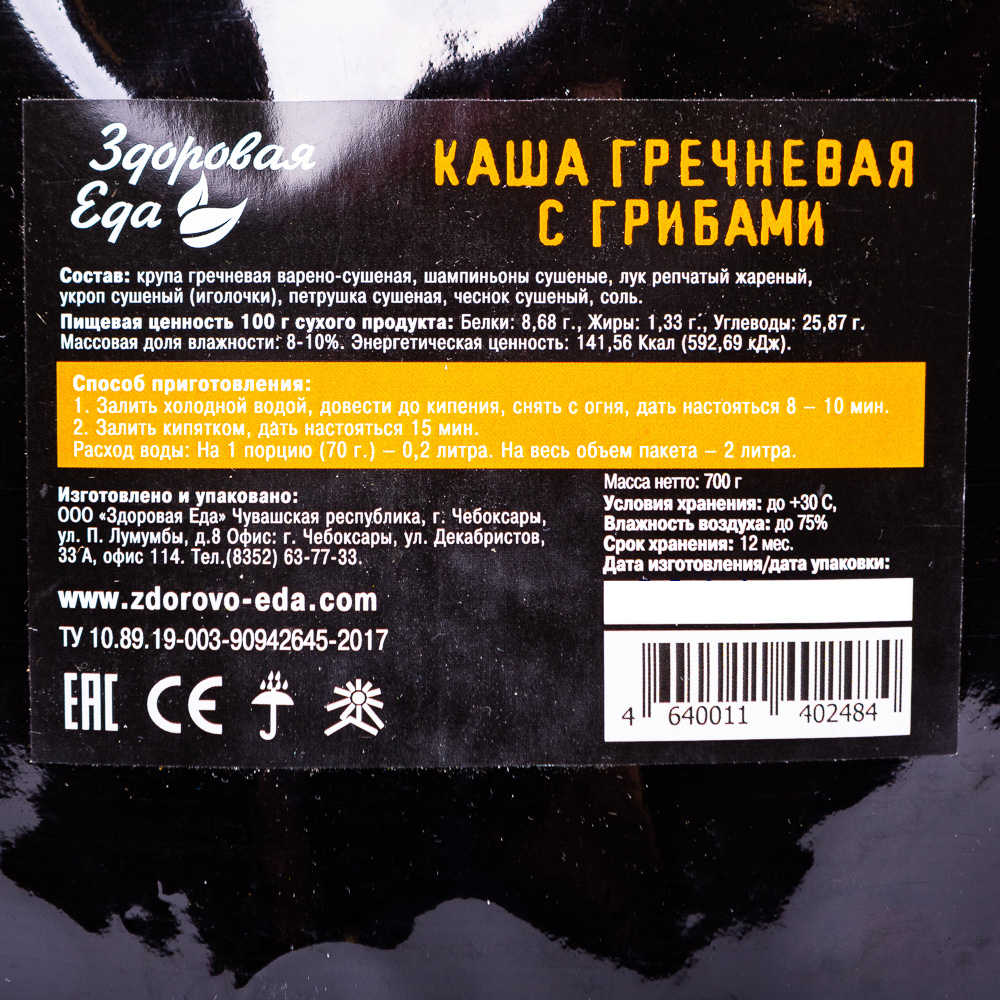 Здоровая
Еда
КАША ГРЕЧНЕВАЯ
С ГРИБАМИ
Состав: крупа гречневая варено-сушеная, шампиньоны сушеные, лук репчатый жареный,
укроп сушеный (иголочки), петрушка сушеная, чеснок сушеный, соль.
Пищевая ценность 100 г сухого продукта: Белки: 8,68 г., Жиры: 1,33 г., Углеводы: 25,87 г.
Массовая доля влажности: 8-10%. Энергетическая ценность: 141,56 Ккал (592,69 кДж).
Способ приготовления:
1. Залить холодной водой, довести до кипения, снять с огня, дать настояться 8 – 10 мин.
2. Залить кипятком, дать настояться 15 мин.
Расход воды: На 1 порцию (70 г.) – 0,2 литра. На весь объем пакета – 2 литра.
Изготовлено и упаковано:
ООО «Здоровая Еда» Чувашская республика, г. Чебоксары,
ул. П. Лумумбы, д.8 Офис: г. Чебоксары, ул. Декабристов,
33 А, офис 114. Тел.(8352) 63-77-33.
www.zdorovo-eda.com
ТУ 10.89.19-003-90942645-2017
EAC CE
Масса нетто: 700 г
Условия хранения: до +30 С,
Влажность воздуха: до 75%
Срок хранения: 12 мес.
Дата изготовления/дата упаковки:
4 640011 402484